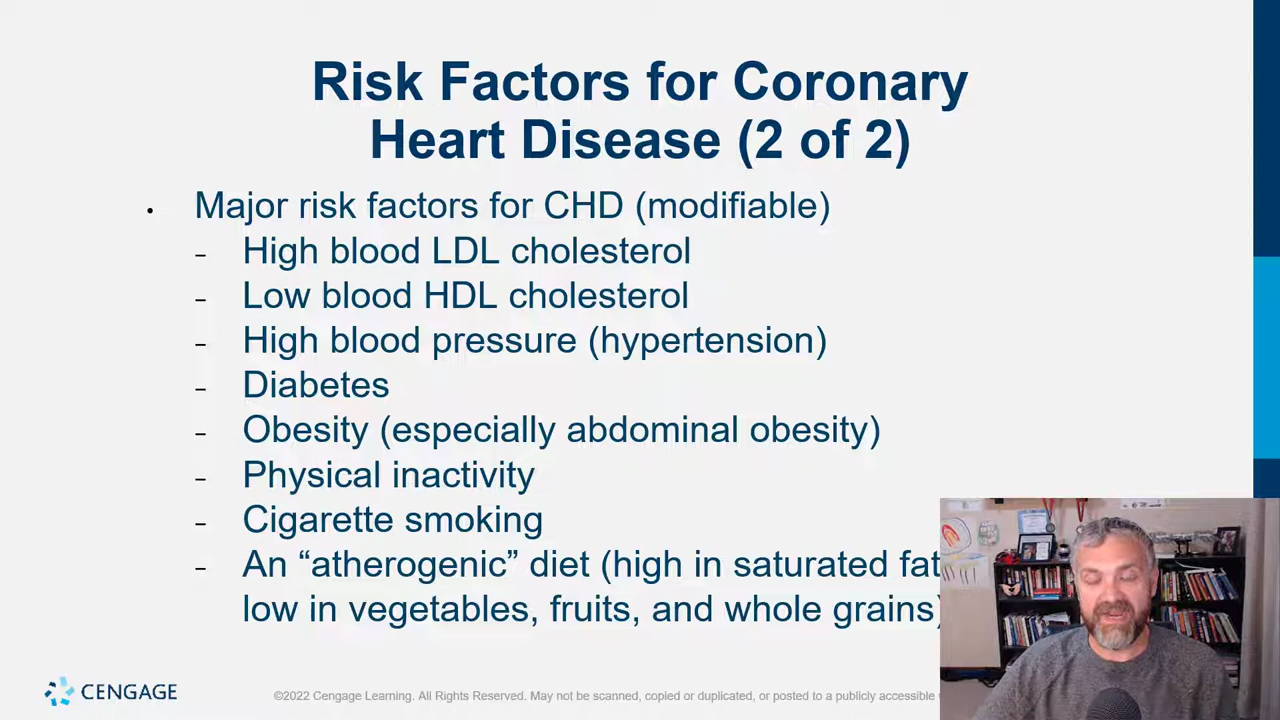 Risk Factors for Coronary
Heart Disease (2 of 2)
• Major risk factors for CHD (modifiable)
– High blood LDL cholesterol
– Low blood HDL cholesterol
– High blood pressure (hypertension)
– Diabetes
– Obesity (especially abdominal obesity)
– Physical inactivity
– Cigarette smoking
– An “atherogenic” diet (high in saturated fat
low in vegetables, fruits, and whole grains)
CENGAGE
©2022 Cengage Learning. All Rights Reserved. May not be scanned, copied or duplicated, or posted to a publicly accessible